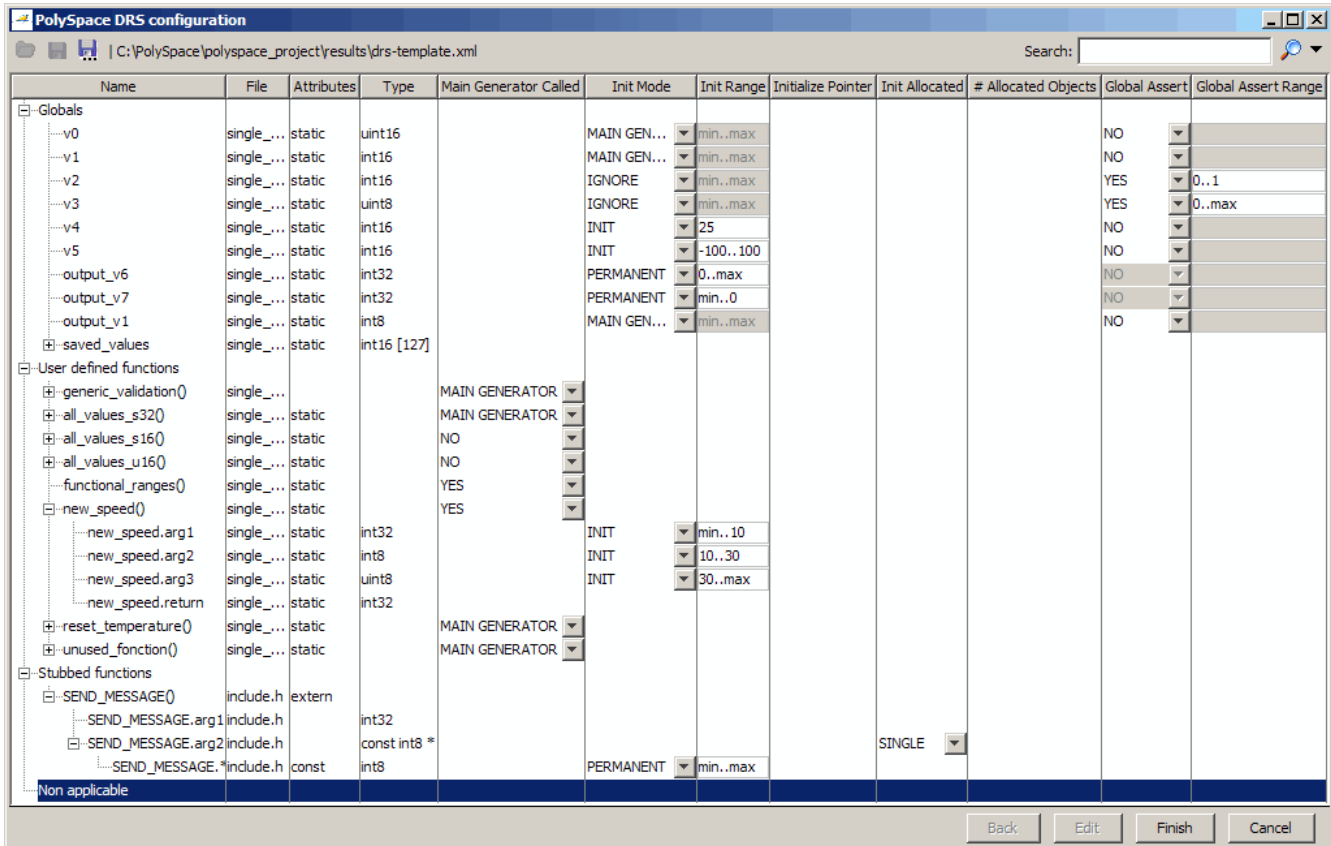 PolySpace DRS configuration
| C:\PolySpace\polyspace_project\results\drs-template.xml Search:
Name File Attributes Type Main Generator Called Init Mode Init Range Initialize Pointer Init Allocated # Allocated Objects Global Assert Global Assert Range
Globals
v0 single_... static uint16 MAIN GEN... min..max NO
v1 single_... static int16 MAIN GEN... min..max NO
v2 single_... static int16 IGNORE min..max YES 0..1
v3 single_... static uint8 IGNORE min..max YES 0..max
v4 single_... static int16 INIT 25 NO
v5 single_... static int16 INIT -100..100 NO
output_v6 single_... static int32 PERMANENT 0..max NO
output_v7 single_... static int32 PERMANENT min..0 NO
output_v1 single_... static int8 MAIN GEN... min..max NO
saved_values single_... static int16 [127]
User defined functions
generic_validation() single_... MAIN GENERATOR
all_values_s32() single_... static MAIN GENERATOR
all_values_s16() single_... static NO
all_values_u16() single_... static NO
functional_ranges() single_... static YES
new_speed() single_... static YES
new_speed.arg1 single_... static int32 INIT min..10
new_speed.arg2 single_... static int8 INIT 10..30
new_speed.arg3 single_... static uint8 INIT 30..max
new_speed.return single_... static int32
reset_temperature() single_... static MAIN GENERATOR
unused_fonction() single_... static MAIN GENERATOR
Stubbed functions
SEND_MESSAGE() include.h extern
SEND_MESSAGE.arg1 include.h int32
SEND_MESSAGE.arg2 include.h const int8 * SINGLE
SEND_MESSAGE.* include.h const int8 PERMANENT min..max
Non applicable
Back Edit Finish Cancel